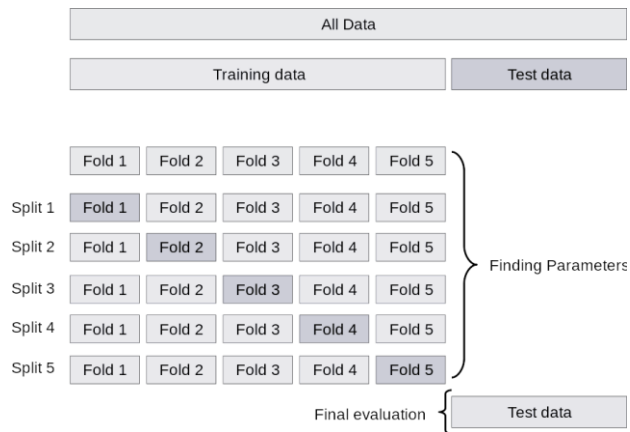 All Data
Training data Test data
Fold 1 Fold 2 Fold 3 Fold 4 Fold 5
Split 1 Fold 1 Fold 2 Fold 3 Fold 4 Fold 5
Split 2 Fold 1 Fold 2 Fold 3 Fold 4 Fold 5
Finding Parameters
Split 3 Fold 1 Fold 2 Fold 3 Fold 4 Fold 5
Split 4 Fold 1 Fold 2 Fold 3 Fold 4 Fold 5
Split 5 Fold 1 Fold 2 Fold 3 Fold 4 Fold 5
Final evaluation Test data